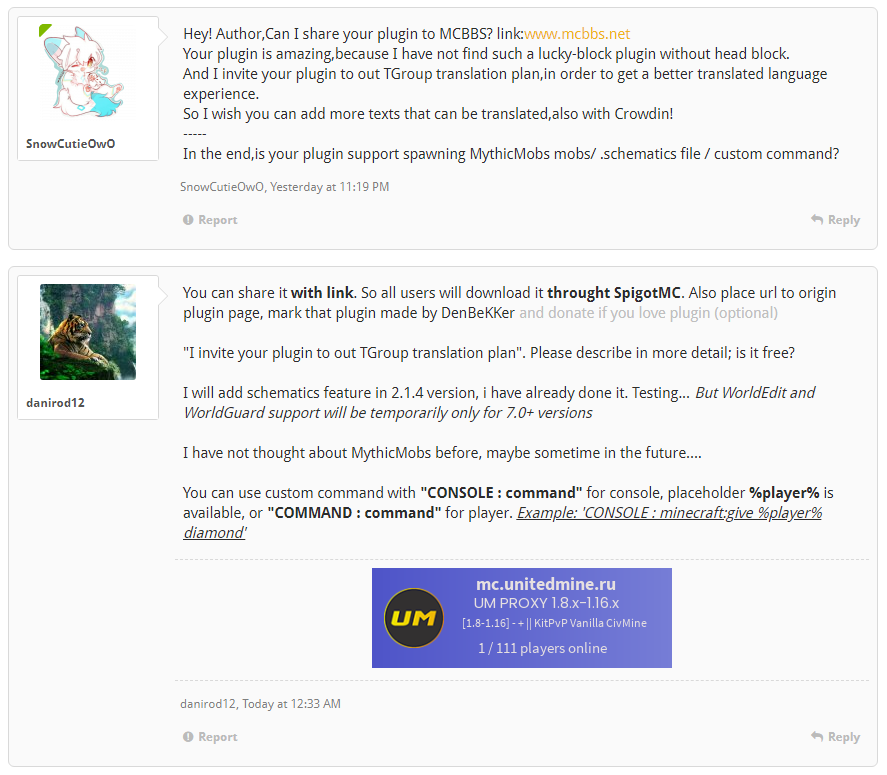 Hey! Author,Can I share your plugin to MCBBS? link:www.mcbbs.net
Your plugin is amazing,because I have not find such a lucky-block plugin without head block.
And I invite your plugin to out TGroup translation plan,in order to get a better translated language
experience.
So I wish you can add more texts that can be translated,also with Crowdin!
-----
In the end,is your plugin support spawning MythicMobs mobs/ .schematics file / custom command?
SnowCutieOwO
SnowCutieOwO, Yesterday at 11:19 PM
Report
Reply
You can share it with link. So all users will download it throught SpigotMC. Also place url to origin
plugin page, mark that plugin made by DenBeKKer and donate if you love plugin (optional)
"I invite your plugin to out TGroup translation plan". Please describe in more detail; is it free?
I will add schematics feature in 2.1.4 version, i have already done it. Testing... But WorldEdit and
WorldGuard support will be temporarily only for 7.0+ versions
I have not thought about MythicMobs before, maybe sometime in the future....
You can use custom command with "CONSOLE : command" for console, placeholder %player% is
available, or "COMMAND : command" for player. Example: 'CONSOLE : minecraft:give %player%
diamond'
danirod12
UM
mc.unitedmine.ru
UM PROXY 1.8.x-1.16.x
[1.8-1.16] - + || KitPvP Vanilla CivMine
1 / 111 players online
danirod12, Today at 12:33 AM
Report
Reply